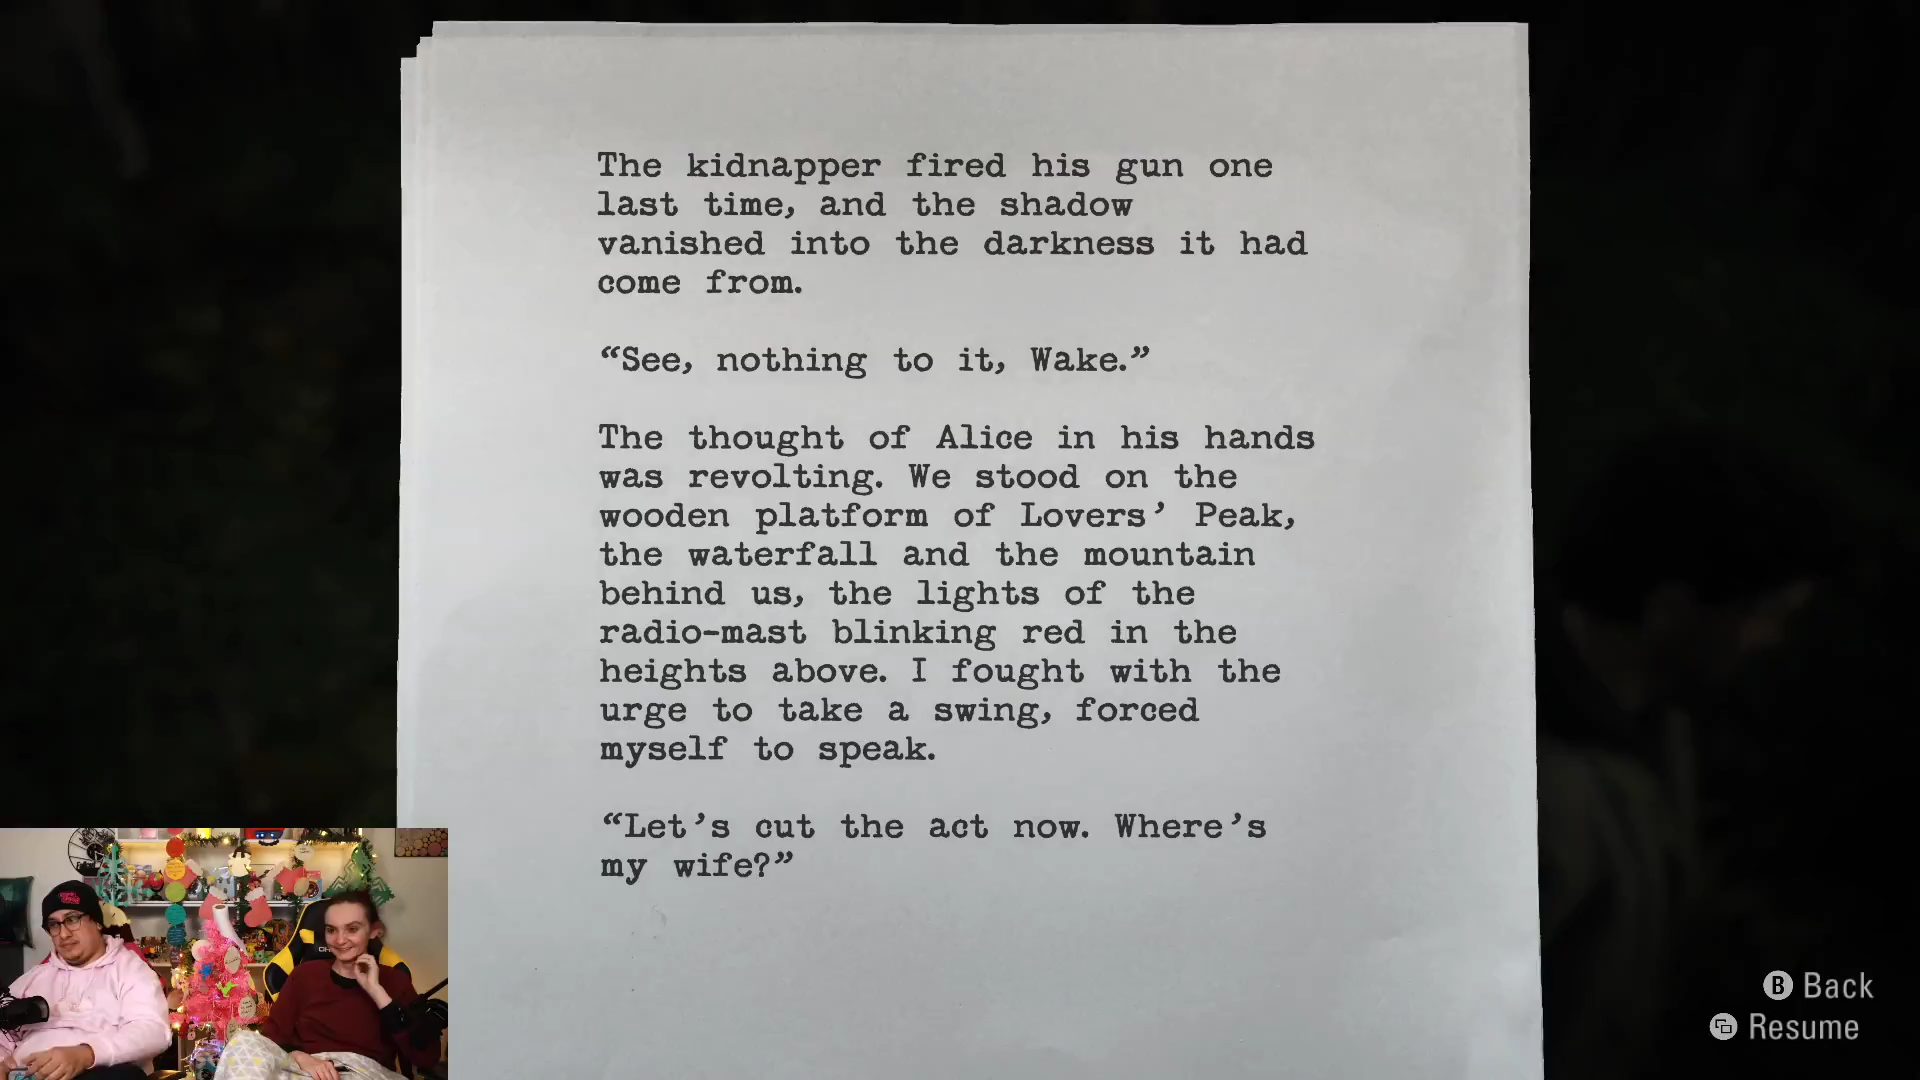 The kidnapper fired his gun one
last time, and the shadow
vanished into the darkness it had
come from.
“See, nothing to it, Wake.”
The thought of Alice in his hands
was revolting. We stood on the
wooden platform of Lovers’ Peak,
the waterfall and the mountain
behind us, the lights of the
radio-mast blinking red in the
heights above. I fought with the
urge to take a swing, forced
myself to speak.
“Let’s cut the act now. Where’s
my wife?”
B Back
Resume